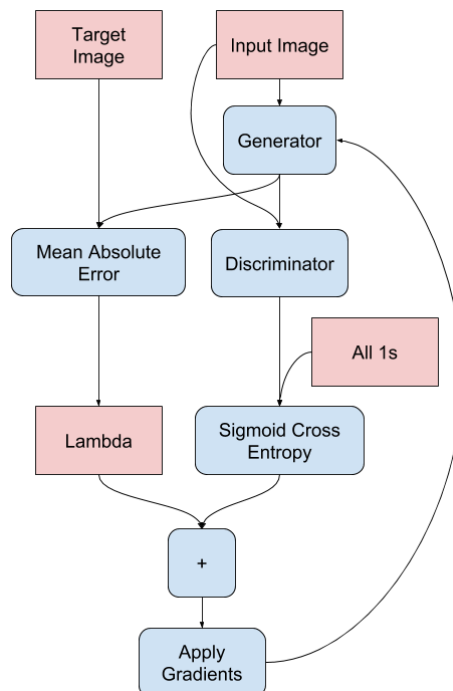 Target
Image
Input Image
Generator
Mean Absolute
Error
Discriminator
All 1s
Lambda
Sigmoid Cross
Entropy
+
Apply
Gradients